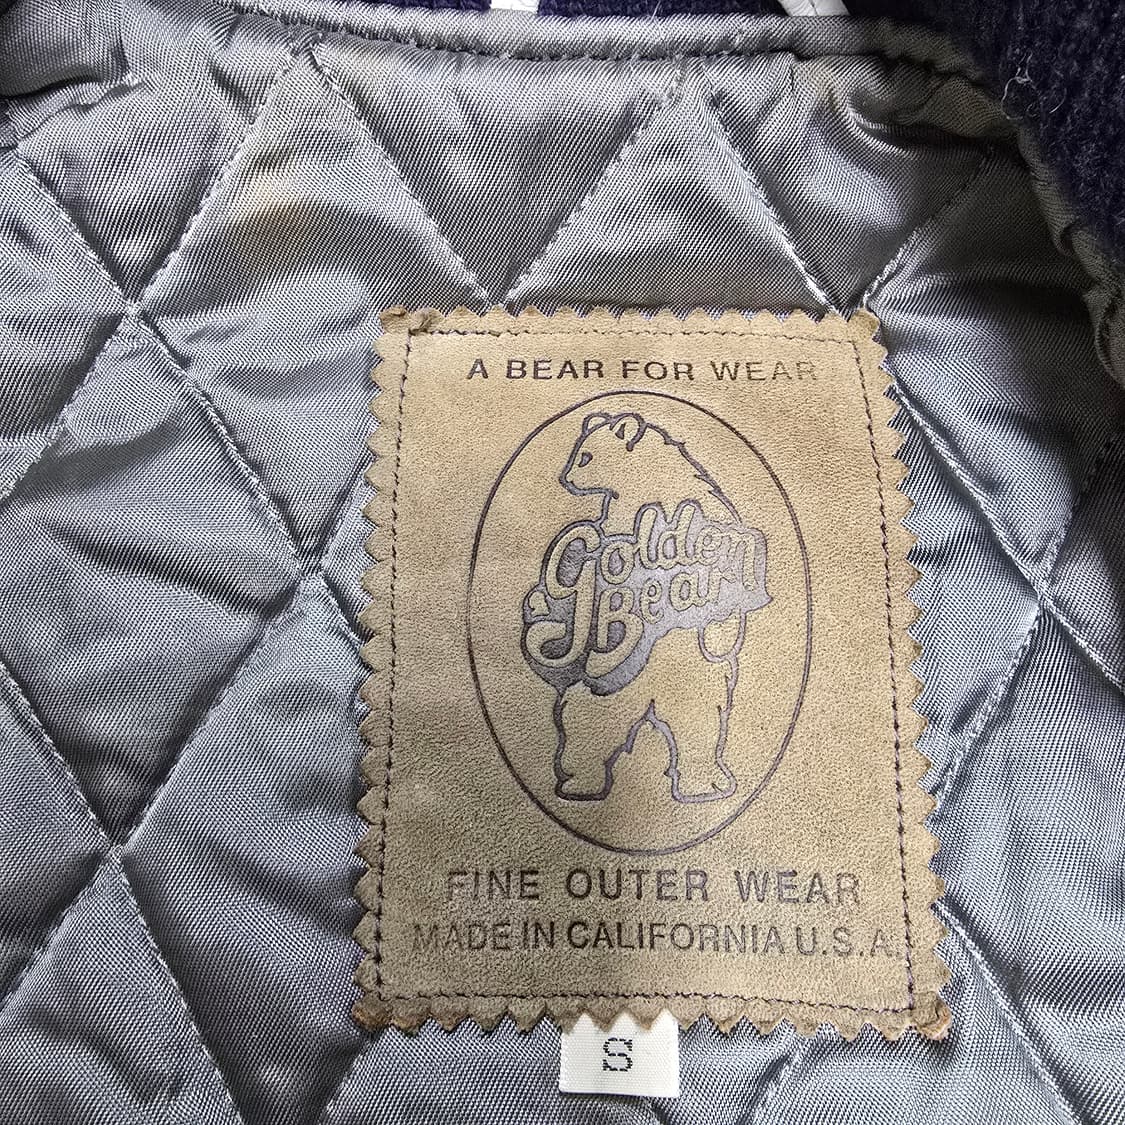 A BEAR FOR WEAR
Golden
Bear
FINE OUTER WEAR
MADE IN CALIFORNIA U.S.A.
S